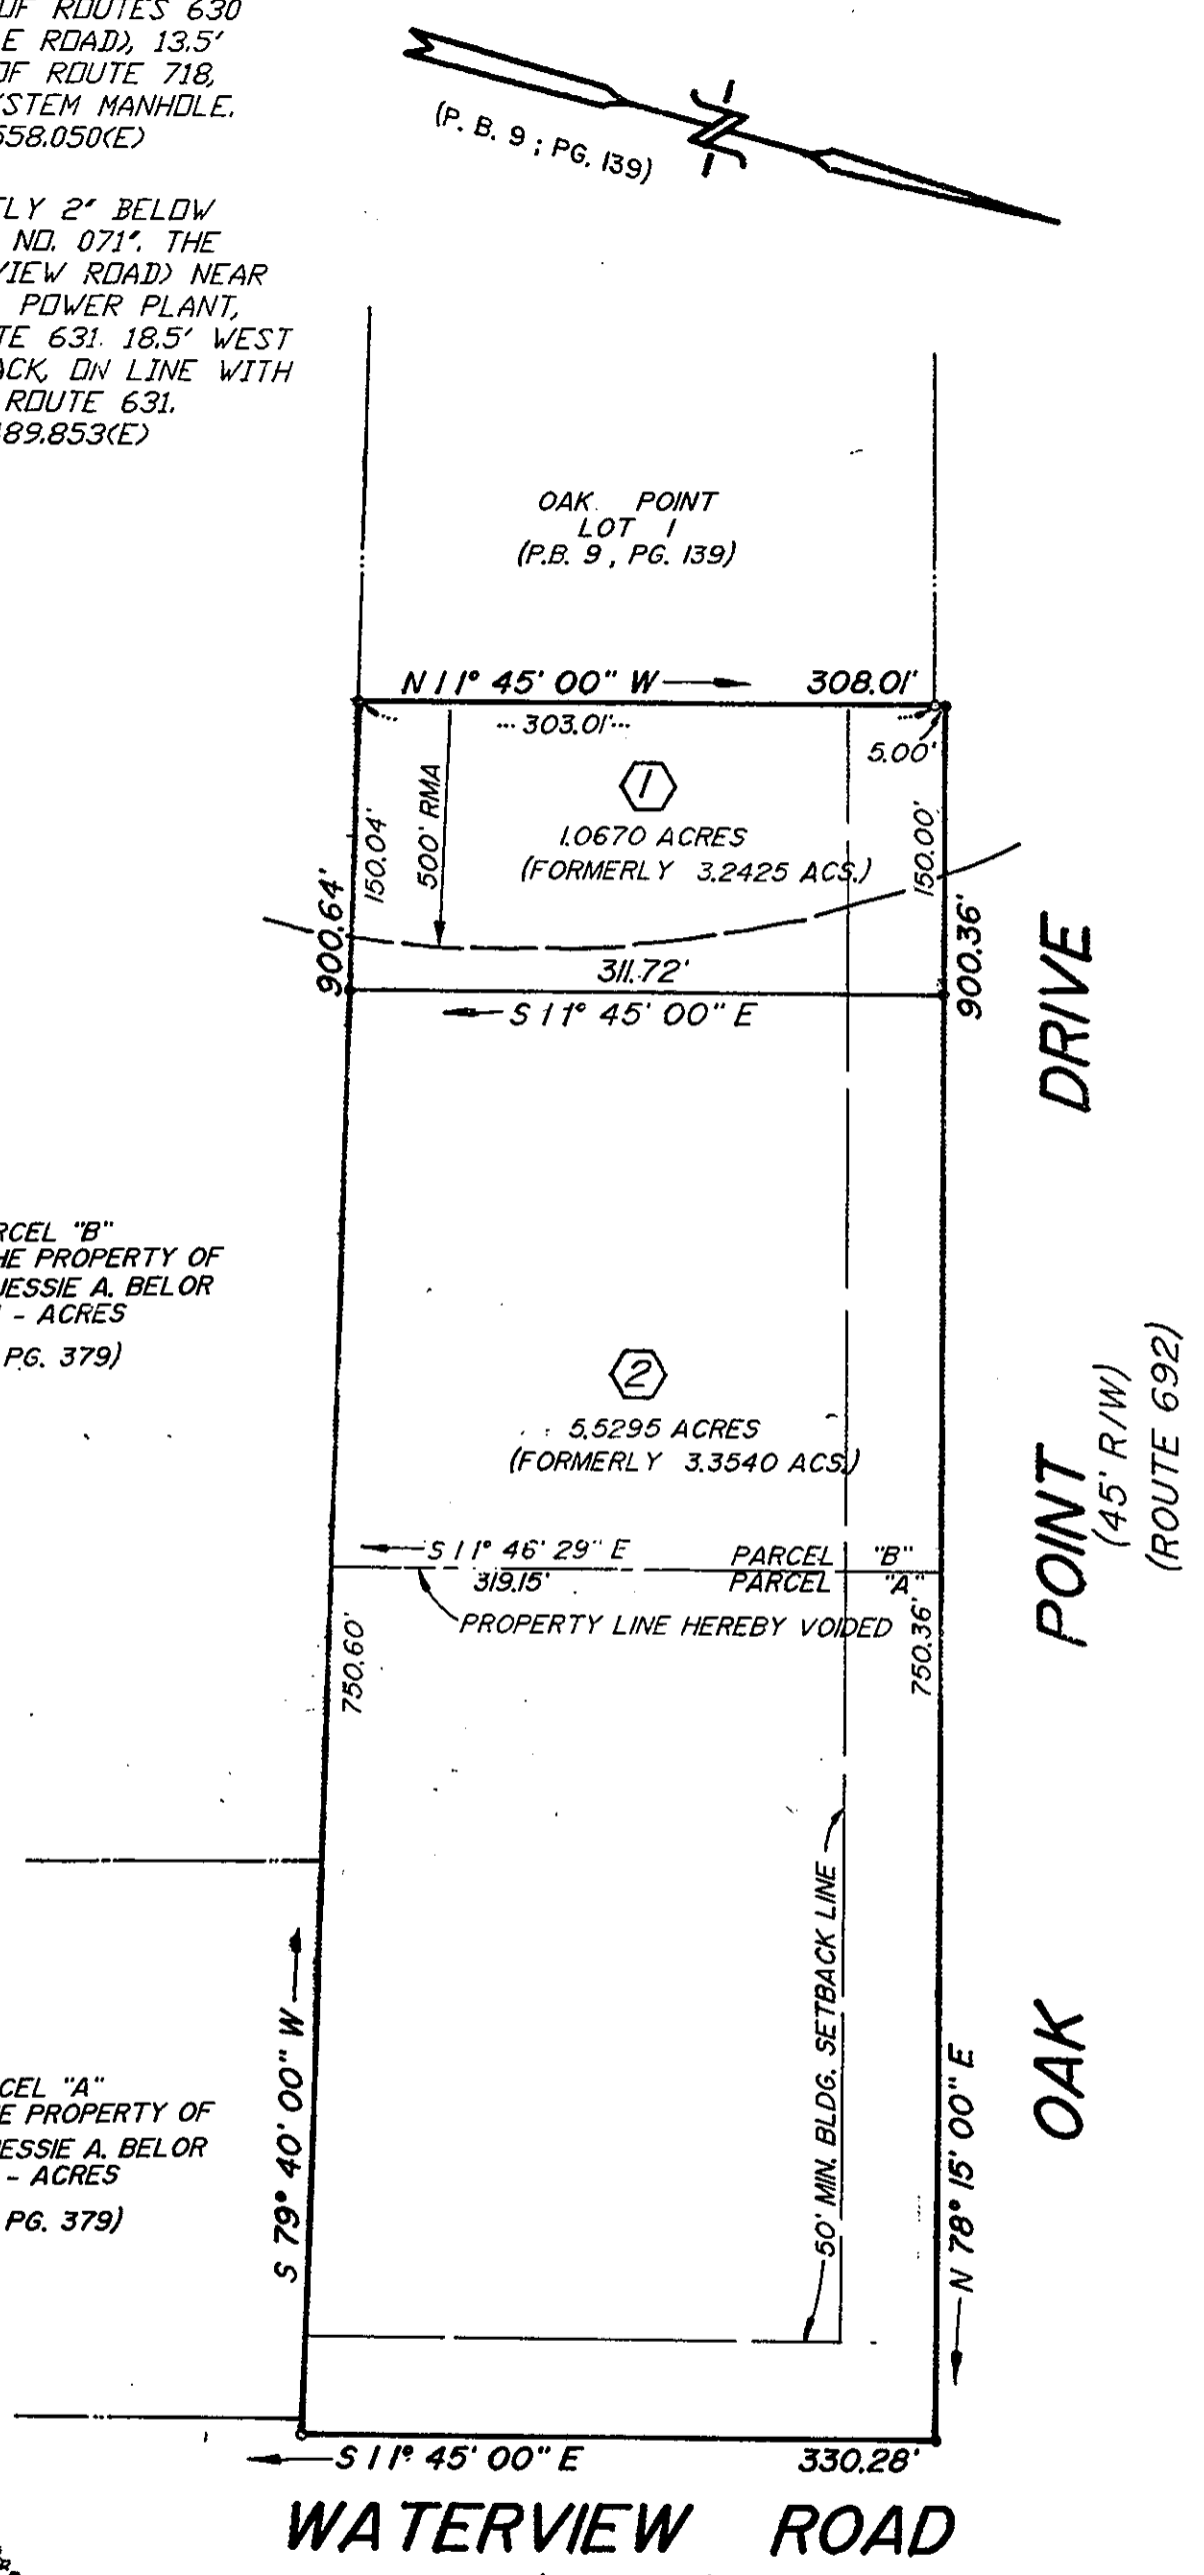 OF ROUTES 630
E ROAD), 13.5'
OF ROUTE 718,
YSTEM MANHOLE.
558.050(E)
TLY 2" BELOW
NO. 071". THE
VIEW ROAD) NEAR
POWER PLANT,
TE 631. 18.5' WEST
ACK, ON LINE WITH
ROUTE 631.
489.853(E)
(P. B. 9 ; PG. 139)
OAK POINT
LOT 1
(P.B. 9, PG. 139)
N 11° 45' 00" W 308.01'
303.01'
5.00'
1
1.0670 ACRES
(FORMERLY 3.2425 ACS.)
500' RMA
150.04'
150.00'
900.64'
900.36'
311.72'
S 11° 45' 00" E
DRIVE
RCEL "B"
HE PROPERTY OF
JESSIE A. BELOR
- ACRES
PG. 379)
2
5.5295 ACRES
(FORMERLY 3.3540 ACS.)
POINT
(45' R/W)
(ROUTE 692)
S 11° 46' 29" E
319.15'
PARCEL "B"
PARCEL "A"
PROPERTY LINE HEREBY VOIDED
750.60'
750.36'
50' MIN. BLDG. SETBACK LINE
OAK
CEL "A"
E PROPERTY OF
ESSIE A. BELOR
- ACRES
PG. 379)
S 79° 40' 00" W
N 78° 15' 00" E
S 11° 45' 00" E 330.28'
WATERVIEW ROAD